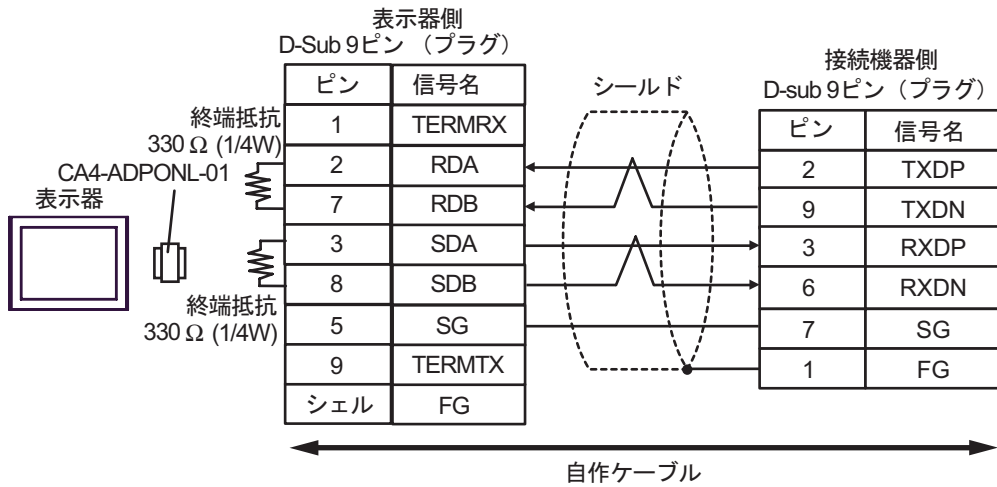 表示器側
D-Sub 9ピン （プラグ）
接続機器側
D-sub 9ピン（プラグ）
シールド
終端抵抗
330 Ω (1/4W)
CA4-ADPONL-01
表示器
終端抵抗
330 Ω (1/4W)
ピン 信号名
1 TERMRX
2 RDA
7 RDB
3 SDA
8 SDB
5 SG
9 TERMTX
シェル FG
ピン 信号名
2 TXDP
9 TXDN
3 RXDP
6 RXDN
7 SG
1 FG
自作ケーブル